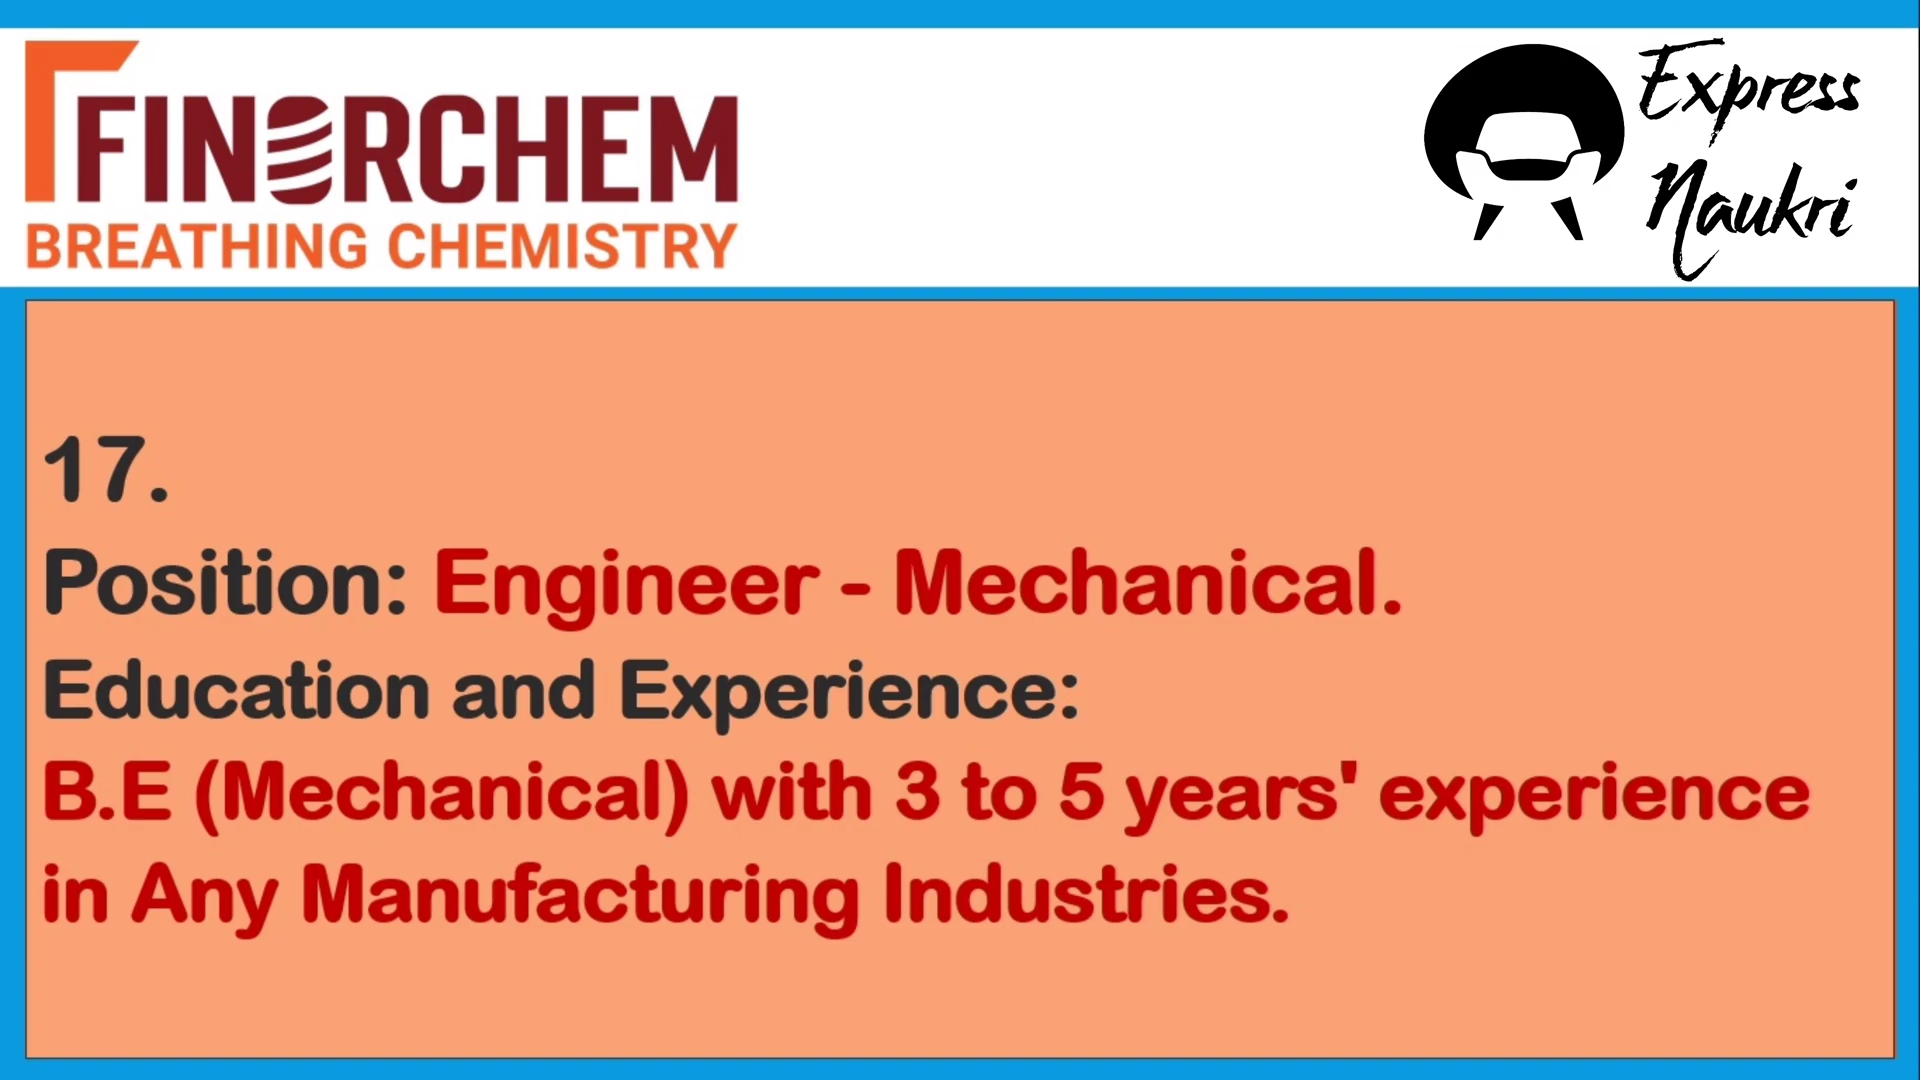 FINORCHEM
BREATHING CHEMISTRY
Express
Naukri
17.
Position: Engineer - Mechanical.
Education and Experience:
B.E (Mechanical) with 3 to 5 years' experience
in Any Manufacturing Industries.